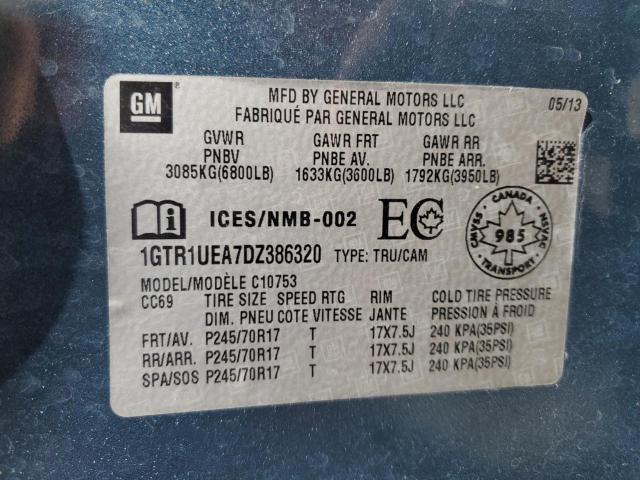 GM
MFD BY GENERAL MOTORS LLC
FABRIQUÉ PAR GENERAL MOTORS LLC
05/13
GVWR GAWR FRT GAWR RR
PNBV PNBE AV. PNBE ARR.
3085KG(6800LB) 1633KG(3600LB) 1792KG(3950LB)
i ICES/NMB-002 EC
CANADA
CMVSS 985 NSVAC
TRANSPORT
1GTR1UEA7DZ386320 TYPE: TRU/CAM
MODEL/MODÈLE C10753
CC69 TIRE SIZE SPEED RTG RIM COLD TIRE PRESSURE
DIM. PNEU COTE VITESSE JANTE PRESSION À FROID
FRT/AV. P245/70R17 T 17X7.5J 240 KPA(35PSI)
RR/ARR. P245/70R17 T 17X7.5J 240 KPA(35PSI)
SPA/SOS P245/70R17 T 17X7.5J 240 KPA(35PSI)